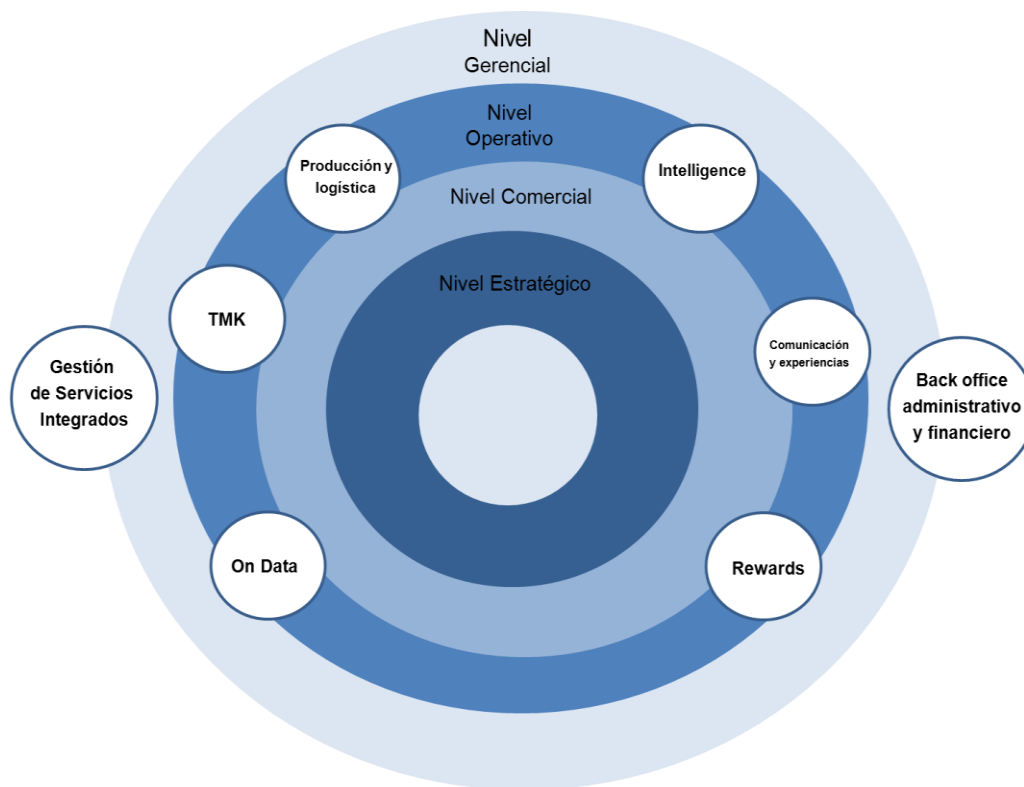 Nivel
Gerencial
Nivel
Operativo
Producción y
logística
Intelligence
Nivel Comercial
Nivel Estratégico
TMK
Comunicación
y experiencias
Gestión
de Servicios
Integrados
Back office
administrativo
y financiero
On Data
Rewards